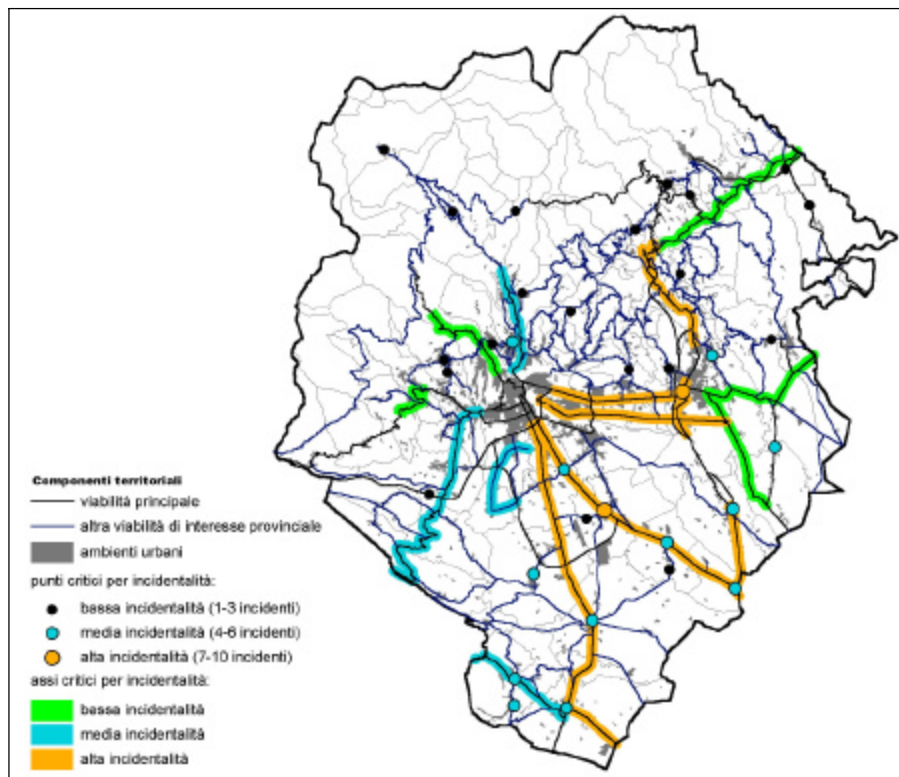 Componenti territoriali
viabilità principale
altra viabilità di interesse provinciale
ambienti urbani
punti critici per incidentalità:
bassa incidentalità (1-3 incidenti)
media incidentalità (4-6 incidenti)
alta incidentalità (7-10 incidenti)
assi critici per incidentalità:
bassa incidentalità
media incidentalità
alta incidentalità